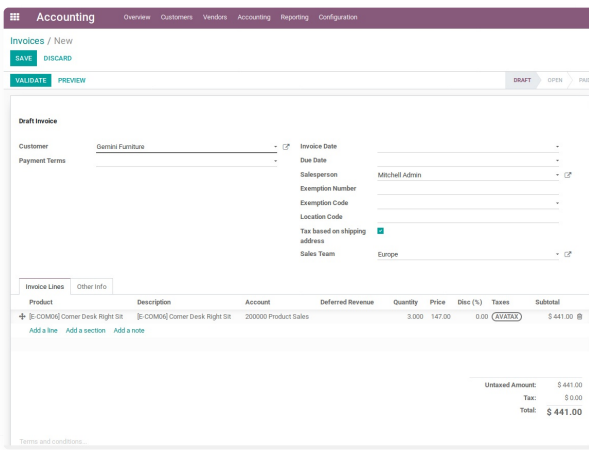 Accounting Overview Customers Vendors Accounting Reporting Configuration
Invoices / New
SAVE DISCARD
VALIDATE PREVIEW DRAFT OPEN PAID
Draft Invoice
Customer Gemini Furniture Invoice Date
Payment Terms Due Date
Salesperson Mitchell Admin
Exemption Number
Exemption Code
Location Code
Tax based on shipping
address
Sales Team Europe
Invoice Lines Other Info
Product Description Account Deferred Revenue Quantity Price Disc (%) Taxes Subtotal
[E-COM06] Corner Desk Right Sit [E-COM06] Corner Desk Right Sit 200000 Product Sales 3.000 147.00 0.00 AVATAX $ 441.00
Add a line Add a section Add a note
Untaxed Amount: $ 441.00
Tax: $ 0.00
Total: $ 441.00
Terms and conditions...